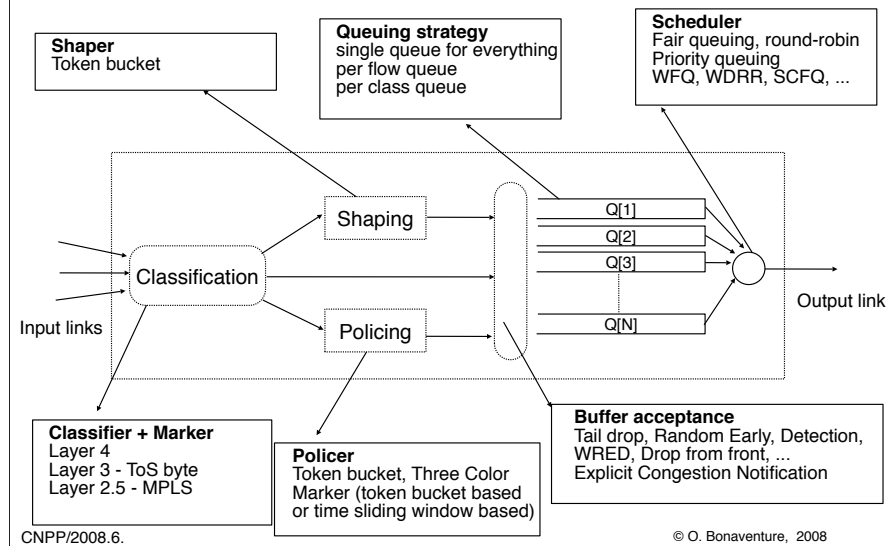 Shaper
Token bucket
Queuing strategy
single queue for everything
per flow queue
per class queue
Scheduler
Fair queuing, round-robin
Priority queuing
WFQ, WDRR, SCFQ, ...
Shaping
Classification
Policing
Input links
Q[1]
Q[2]
Q[3]
Q[N]
Output link
Classifier + Marker
Layer 4
Layer 3 - ToS byte
Layer 2.5 - MPLS
Policer
Token bucket, Three Color
Marker (token bucket based
or time sliding window based)
Buffer acceptance
Tail drop, Random Early, Detection,
WRED, Drop from front, ...
Explicit Congestion Notification
CNPP/2008.6.
© O. Bonaventure, 2008